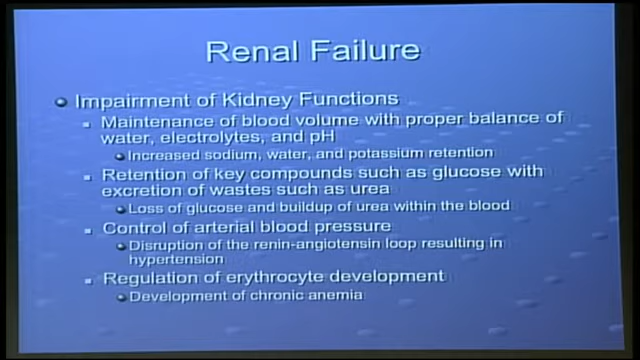 Renal Failure
Impairment of Kidney Functions
Maintenance of blood volume with proper balance of
water, electrolytes, and pH
Increased sodium, water, and potassium retention
Retention of key compounds such as glucose with
excretion of wastes such as urea
Loss of glucose and buildup of urea within the blood
Control of arterial blood pressure
Disruption of the renin-angiotensin loop resulting in
hypertension
Regulation of erythrocyte development
Development of chronic anemia